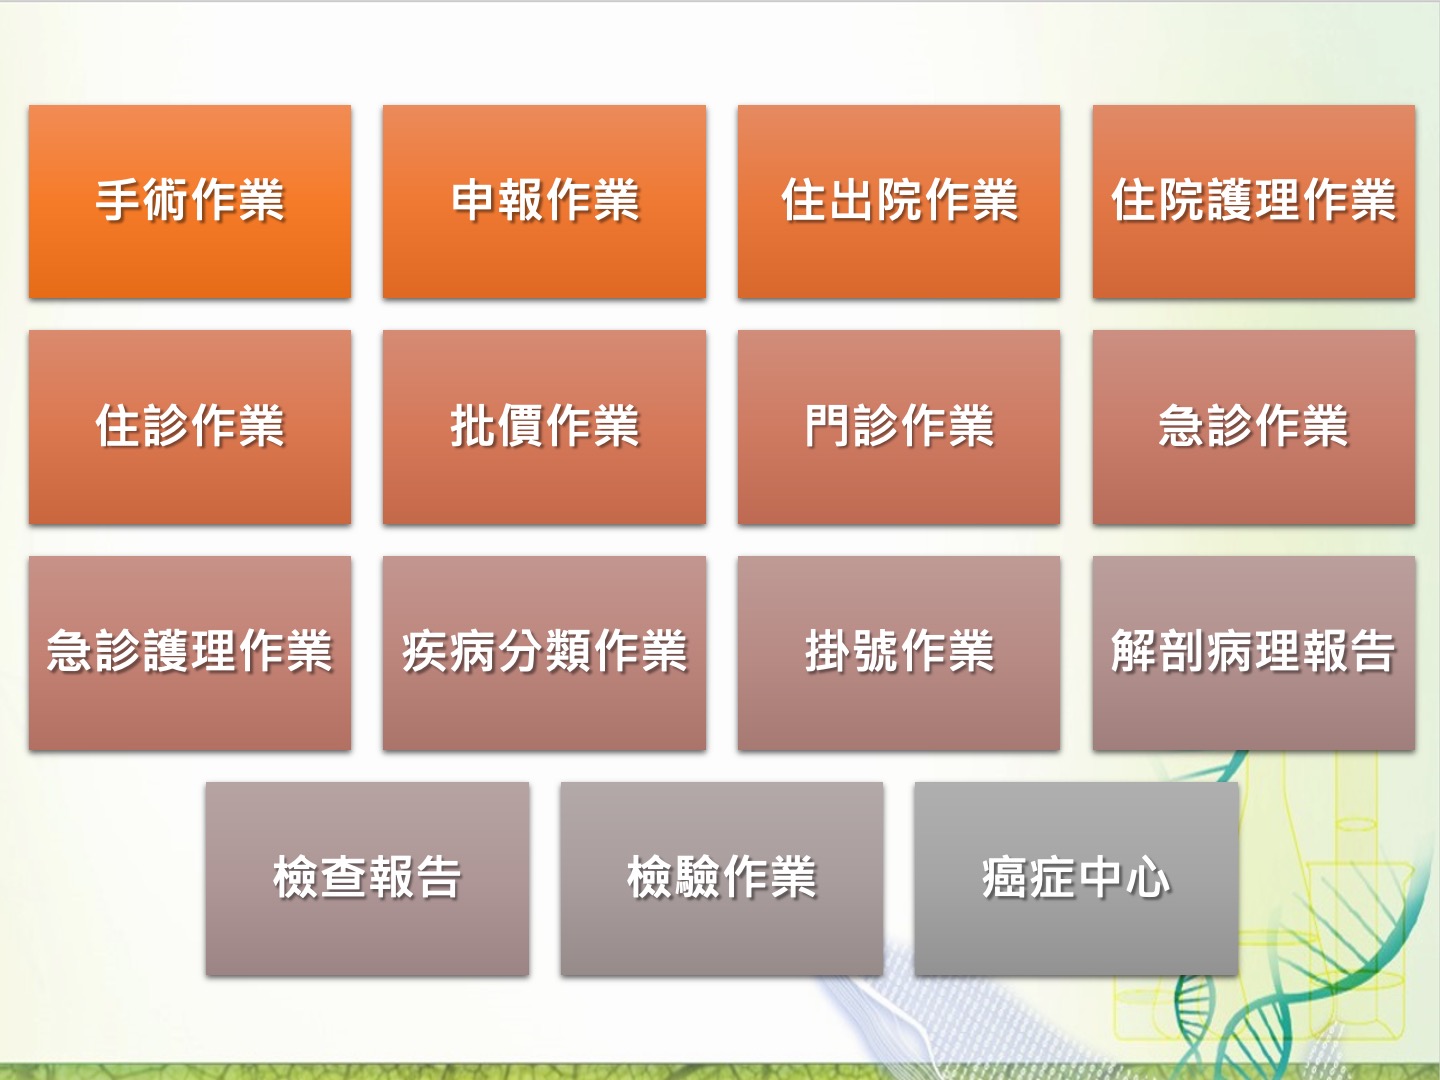 手術作業
申報作業
住出院作業
住院護理作業
住診作業
批價作業
門診作業
急診作業
急診護理作業
疾病分類作業
掛號作業
解剖病理報告
檢查報告
檢驗作業
癌症中心